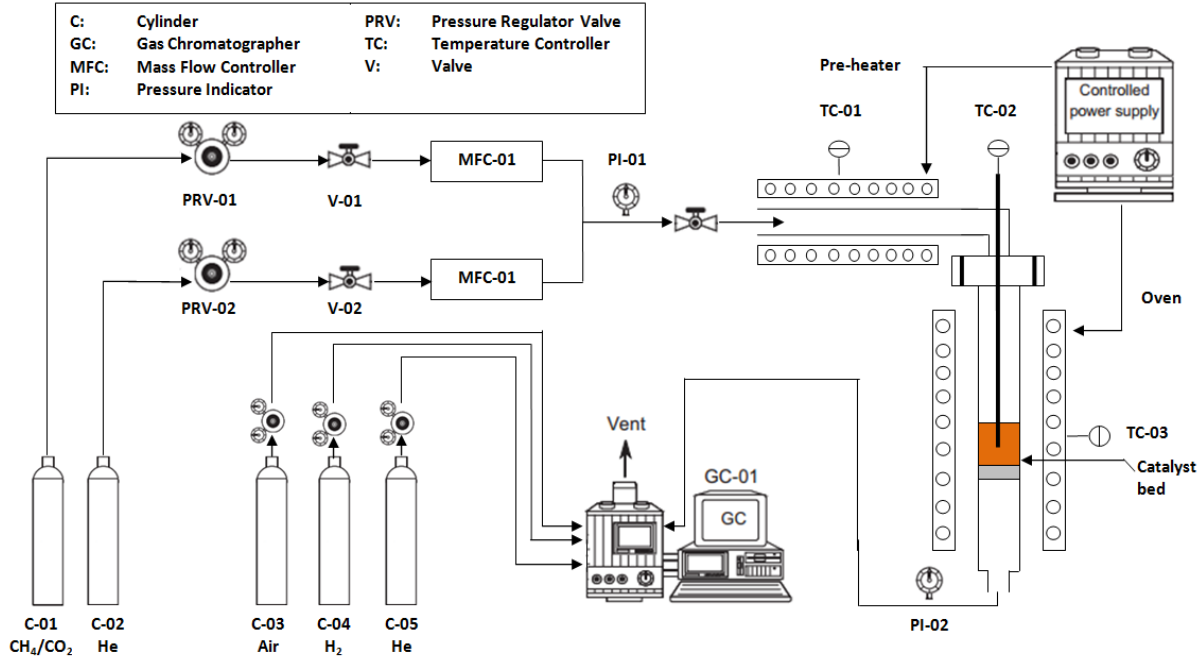 C: Cylinder PRV: Pressure Regulator Valve
GC: Gas Chromatographer TC: Temperature Controller
MFC: Mass Flow Controller V: Valve
PI: Pressure Indicator
Pre-heater
Controlled
power supply
TC-01
TC-02
MFC-01
PI-01
PRV-01
V-01
MFC-01
PRV-02
V-02
Oven
Vent
TC-03
GC-01
Catalyst
bed
GC
PI-02
C-01
CH₄/CO₂
C-02
He
C-03
Air
C-04
H₂
C-05
He